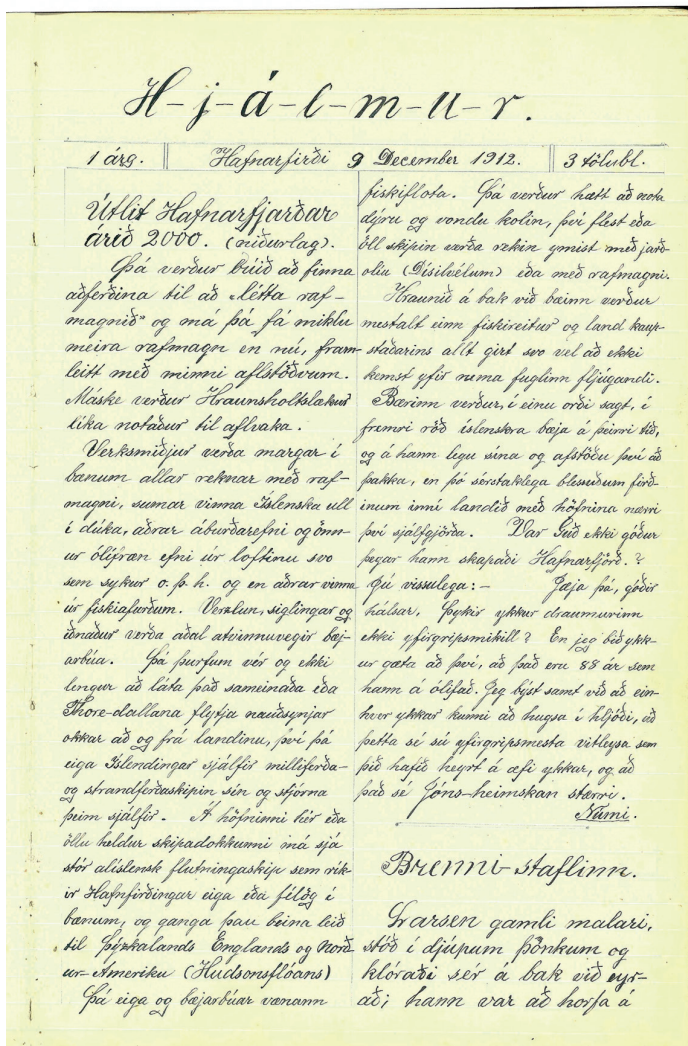 H-j-á-l-m-u-r.
1 árg. || Hafnarfirði 9 December 1912. || 3 tölubl.
Útlit Hafnarfjarðar
árið 2000. (niðurlag).
Þá verður búið að finna
aðferðina til að "létta raf-
magnið" og má þá fá miklu
meira rafmagn en nú, fram-
leitt með minni aflstöðvum.
Máske verður Hraunsholtslækur
líka notaður til aflvaka.
Verksmiðjur verða margar í
bænum allar reknar með raf-
magni, sumar vinna Íslenska ull
í dúka, aðrar áburðarefni og önn-
ur ólífræn efni úr loftinu svo
sem sykur o.þ.h. og en aðrar vinna
úr fiskiafurðum. Verzlun, siglingar og
iðnaður verða aðal atvinnuvegir bæj-
arbúa. Þá þurfum vér og ekki
lengur að láta það sameinaða eða
Thore-dallana flytja nauðsynjar
okkar að og frá landinu, því þá
eiga Íslendingar sjálfir milliferða-
og strandferðaskipin sín og stjórna
þeim sjálfir. Á höfninni hér eða
öllu heldur skipadokkunni má sjá
stór alíslensk flutningaskip sem rík-
ir Hafnfirðingar eiga eða félög í
bænum, og ganga þau beina leið
til Þýzkalands Englands og Norð
ur-Ameríku (Hudsonsflóans)
Þá eiga og bæjarbúar vænann
fiskiflota. Þá verður hætt að nota
dýru og vondu kolin, því flest eða
öll skipin verða rekin ýmist með jarð-
olíu (Dísilvélum) eða með rafmagni.
Hraunið á bak við bæinn verður
mestalt einn fiskireitur og land kaup-
staðarins allt girt svo vel að ekki
kemst yfir nema fuglinn fljúgandi.
Bærinn verður, í einu orði sagt, í
fremri röð íslenskra bæja á þeirri tíð,
og á hann legu sína og afstöðu því að
þakka, en þó sérstaklega blessuðum firð-
inum inní landið með höfnina nærri
því sjálfgjörða. Var Guð ekki góður
þegar hann skapaði Hafnarfjörð.?
Jú vissulega:- Jæja þá, góðir
hálsar, Þykir ykkur draumurinn
ekki yfirgripsmikill? En jeg bið ykk-
ur gæta að því, að það eru 88 ár sem
hann á ólifað. Jeg býst samt við að ein-
hver ykkar kunni að hugsa í hljóði, að
þetta sé sú yfirgripsmesta vitleysa sem
þið hafið heyrt á æfi ykkar, og að
það sé Jóns-heimskan stærri.
Námi.
Brenni-staflinn.
Larsen gamli malari,
stóð í djúpum þönkum og
klóraði sér á bak við eyr-
að; hann var að horfa á